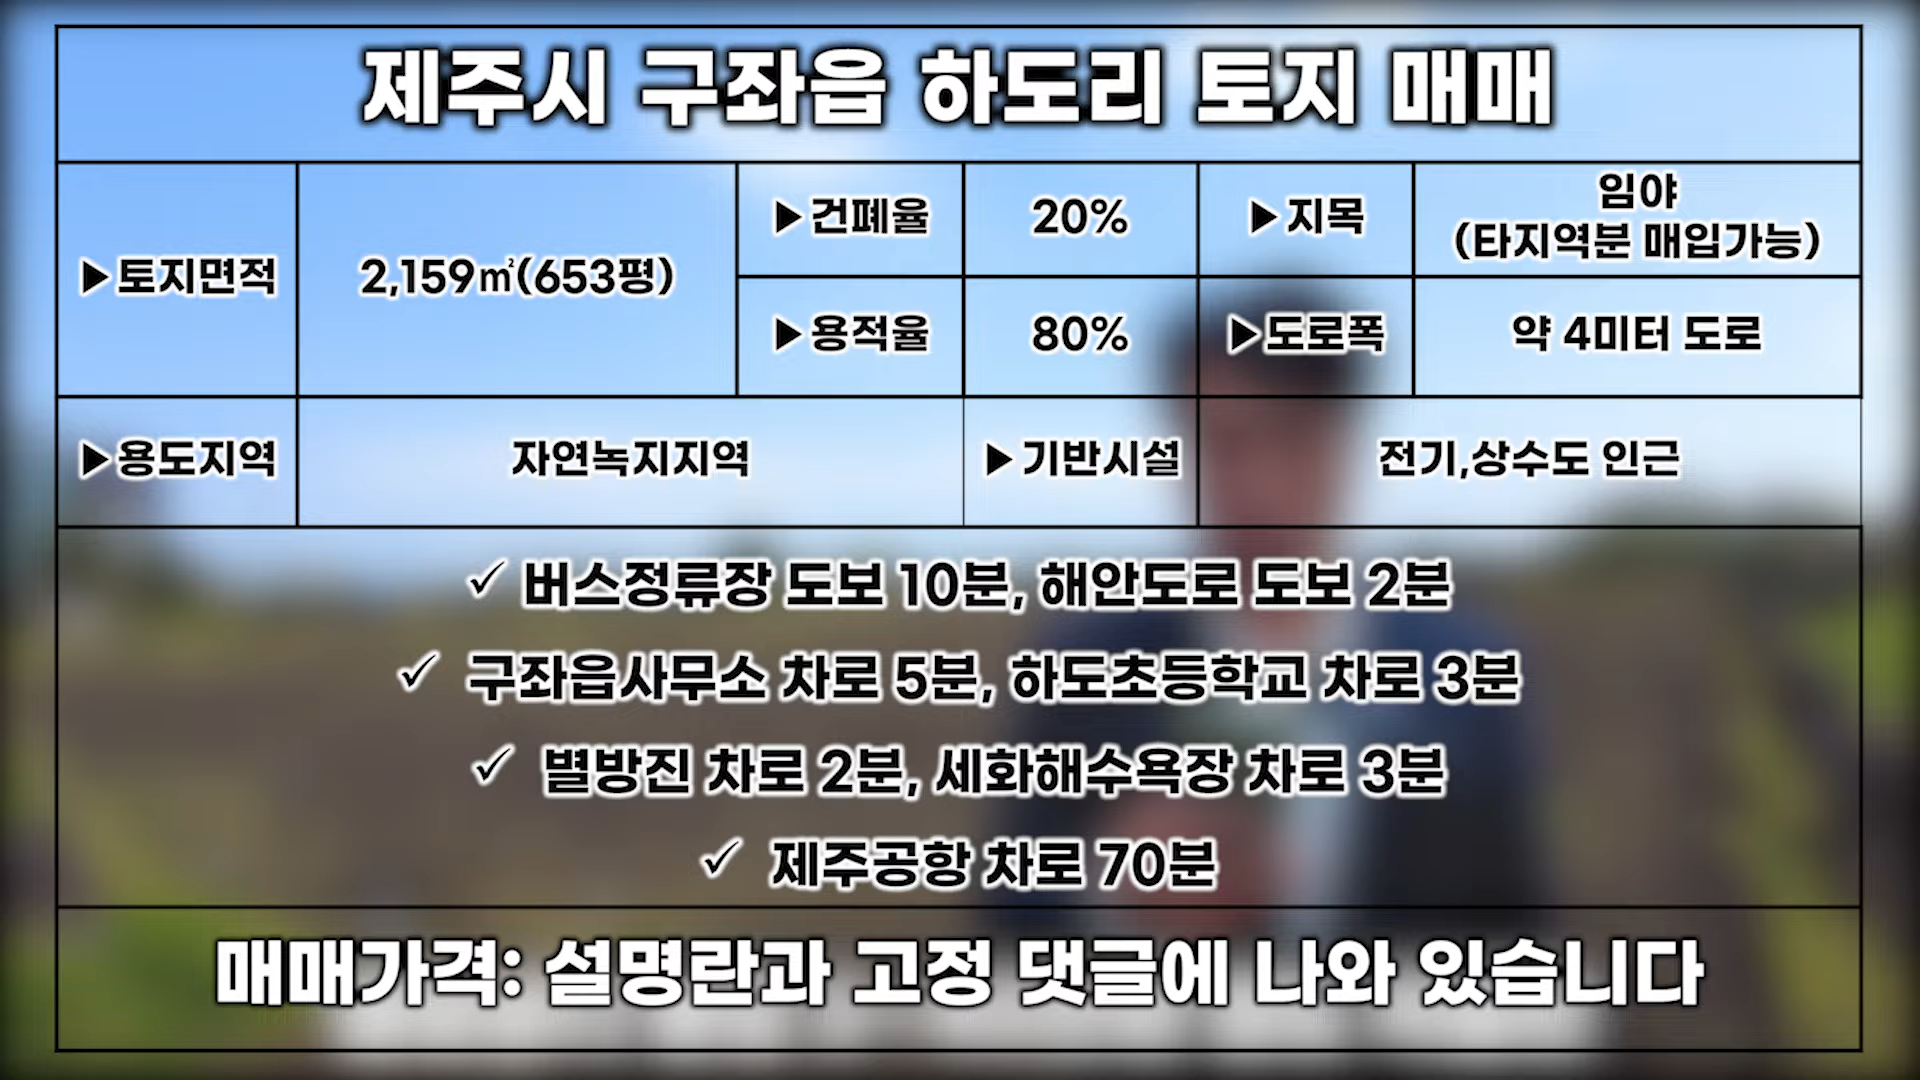 제주시 구좌읍 하도리 토지 매매
▶토지면적
2,159㎡(653평)
▶건폐율
20%
▶지목
임야
(타지역분 매입가능)
▶용적율
80%
▶도로폭
약 4미터 도로
▶용도지역
자연녹지지역
▶기반시설
전기,상수도 인근
✓ 버스정류장 도보 10분, 해안도로 도보 2분
✓ 구좌읍사무소 차로 5분, 하도초등학교 차로 3분
✓ 별방진 차로 2분, 세화해수욕장 차로 3분
✓ 제주공항 차로 70분
매매가격: 설명란과 고정 댓글에 나와 있습니다